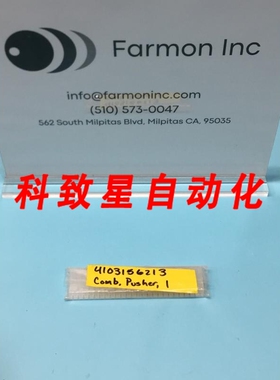 Farmon Inc
info@farmoninc.com
(510) 573-0047
562 South Milpitas Blvd, Milpitas CA, 95035
科致星自动化
4103156213
Comb, Pusher, 1